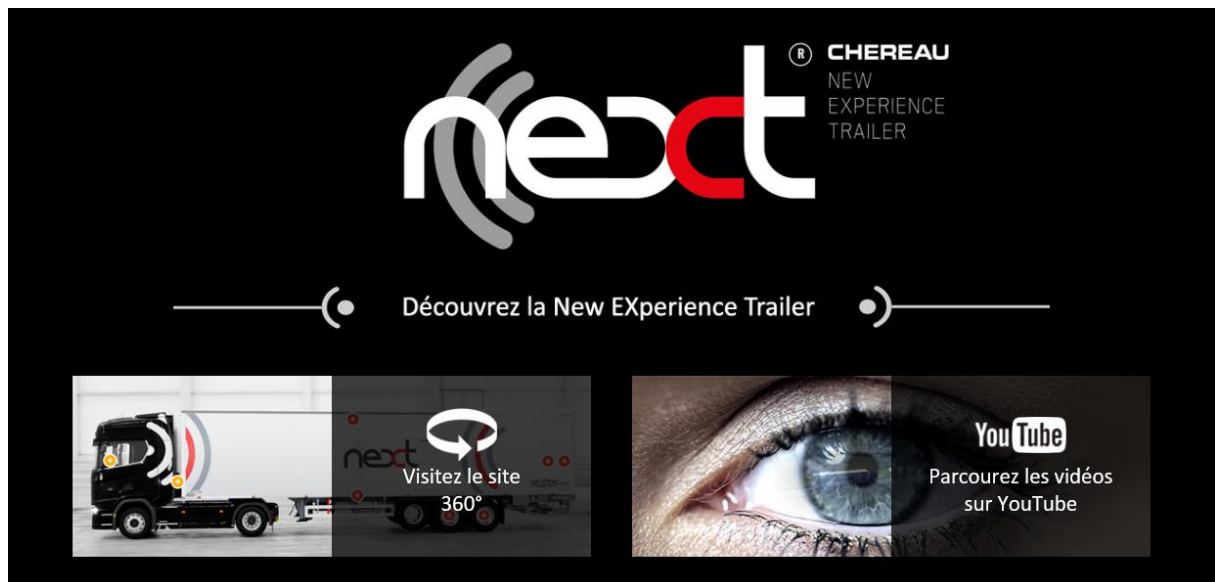 next
® CHEREAU
NEW
EXPERIENCE
TRAILER
Découvrez la New EXperience Trailer
next
Visitez le site
360°
YouTube
Parcourez les vidéos
sur YouTube